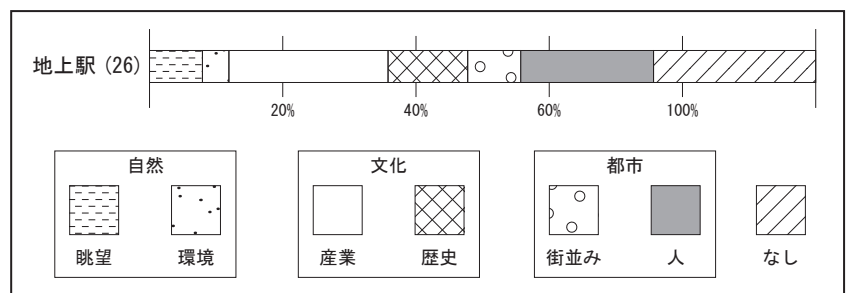 地上駅 (26)
20% 40% 60% 100%
自然 文化 都市
眺望 環境 産業 歴史 街並み 人 なし